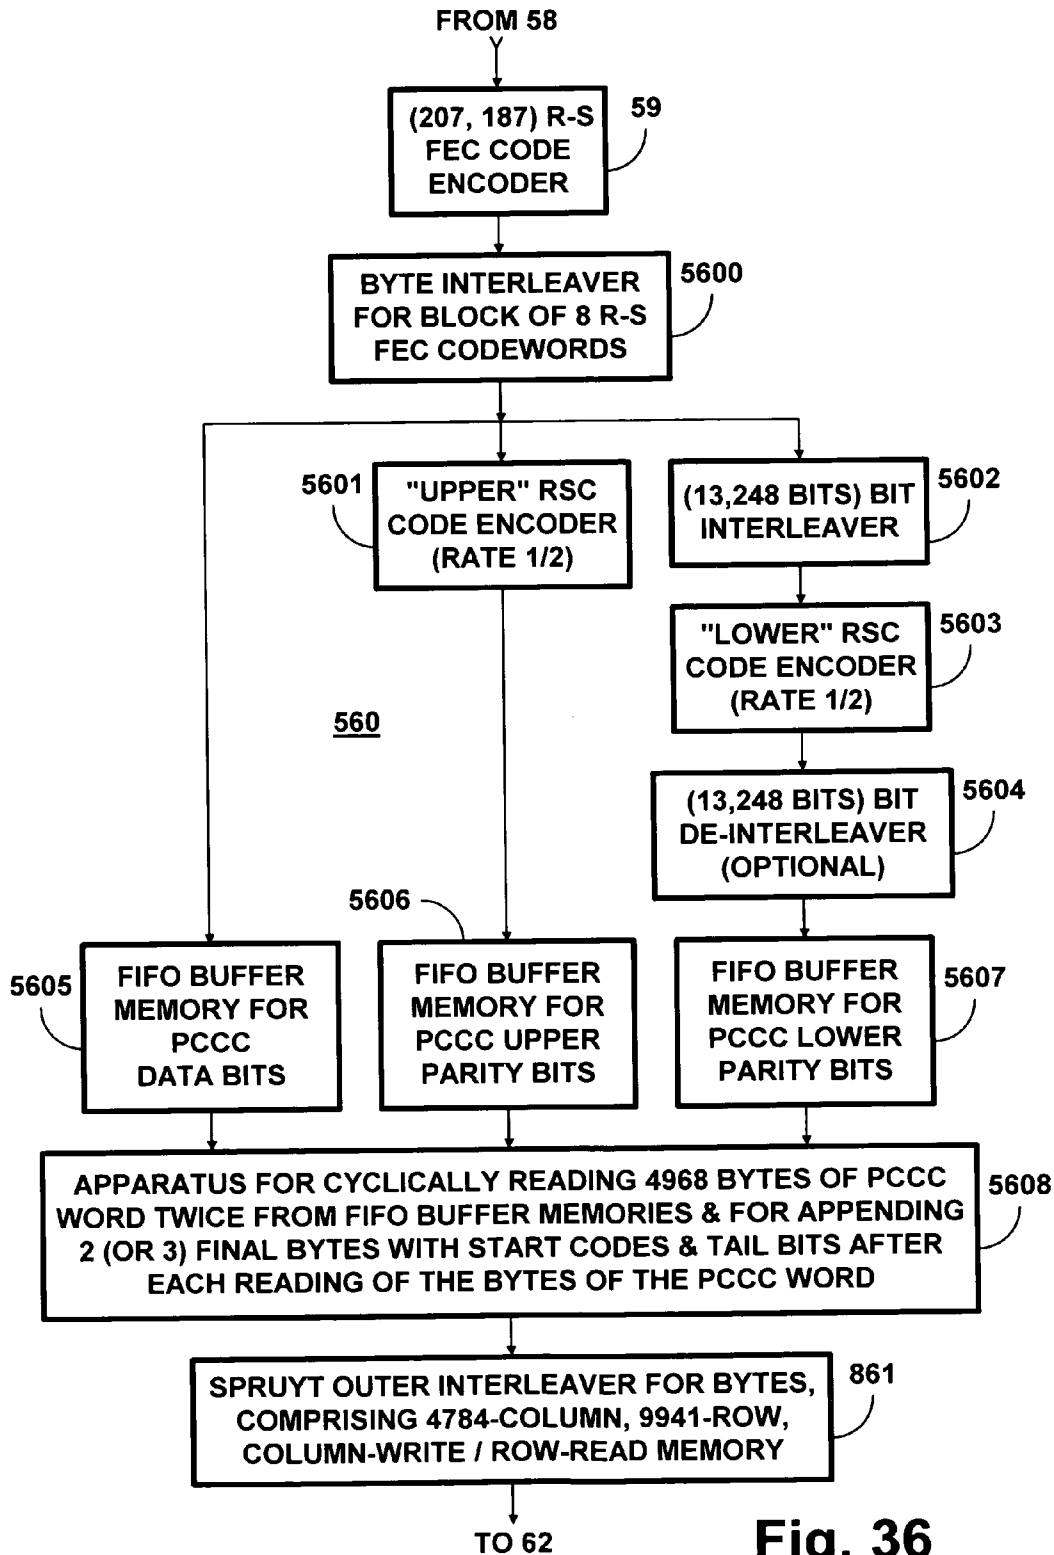 FROM 58
(207, 187) R-S
FEC CODE
ENCODER
59
BYTE INTERLEAVER
FOR BLOCK OF 8 R-S
FEC CODEWORDS
5600
5601
"UPPER" RSC
CODE ENCODER
(RATE 1/2)
(13,248 BITS) BIT
INTERLEAVER
5602
"LOWER" RSC
CODE ENCODER
(RATE 1/2)
5603
560
(13,248 BITS) BIT
DE-INTERLEAVER
(OPTIONAL)
5604
5605
FIFO BUFFER
MEMORY FOR
PCCC
DATA BITS
5606
FIFO BUFFER
MEMORY FOR
PCCC UPPER
PARITY BITS
FIFO BUFFER
MEMORY FOR
PCCC LOWER
PARITY BITS
5607
APPARATUS FOR CYCLICALLY READING 4968 BYTES OF PCCC
WORD TWICE FROM FIFO BUFFER MEMORIES & FOR APPENDING
2 (OR 3) FINAL BYTES WITH START CODES & TAIL BITS AFTER
EACH READING OF THE BYTES OF THE PCCC WORD
5608
SPRUYT OUTER INTERLEAVER FOR BYTES,
COMPRISING 4784-COLUMN, 9941-ROW,
COLUMN-WRITE / ROW-READ MEMORY
861
TO 62
Fig. 36